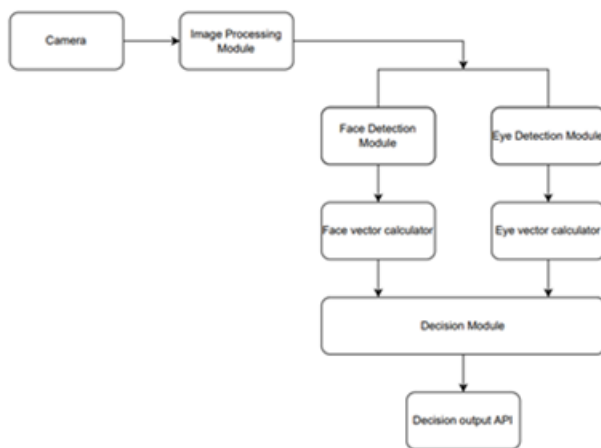 Camera
Image Processing
Module
Face Detection
Module
Eye Detection Module
Face vector calculator
Eye vector calculator
Decision Module
Decision output API